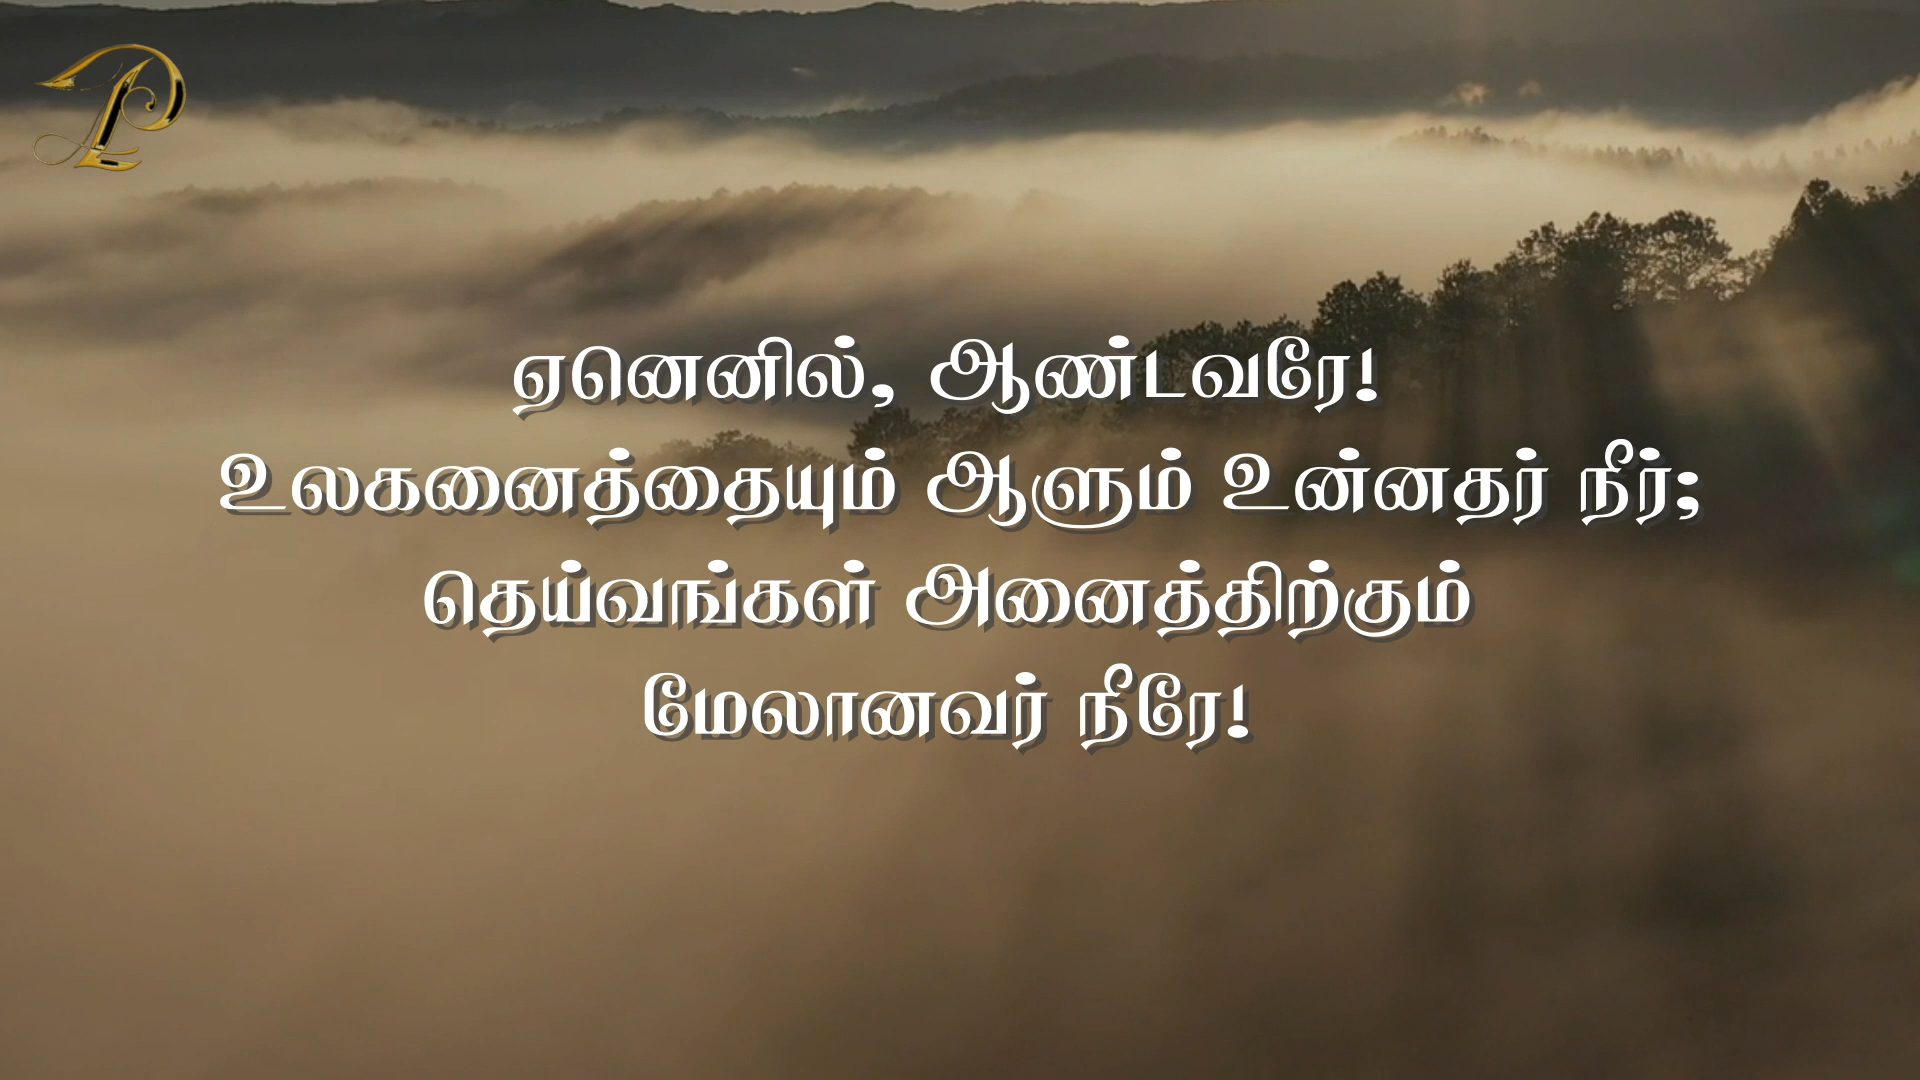 ஏனெனில், ஆண்டவரே!
உலகனைத்தையும் ஆளும் உன்னதர் நீர்;
தெய்வங்கள் அனைத்திற்கும்
மேலானவர் நீரே!